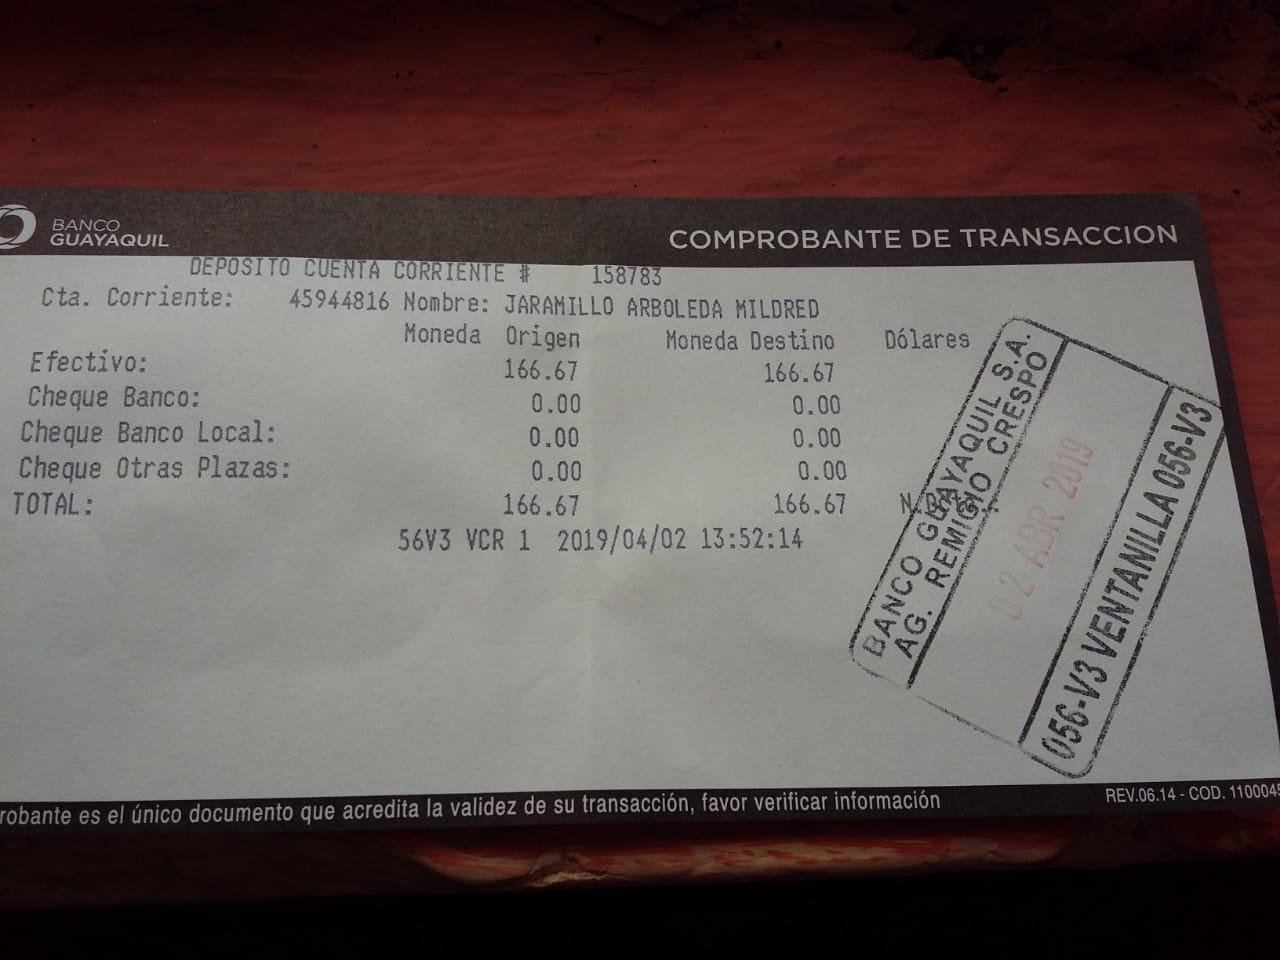 BANCO
GUAYAQUIL
COMPROBANTE DE TRANSACCION
DEPOSITO CUENTA CORRIENTE # 158783
Cta. Corriente: 45944816 Nombre: JARAMILLO ARBOLEDA MILDRED
Moneda Origen Moneda Destino Dólares
Efectivo: 166.67 166.67
Cheque Banco: 0.00 0.00
Cheque Banco Local: 0.00 0.00
Cheque Otras Plazas: 0.00 0.00
TOTAL: 166.67 166.67
56V3 VCR 1 2019/04/02 13:52:14
BANCO GUAYAQUIL S.A.
AG. REMIGIO CRESPO
02 ABR 2019
056-V3 VENTANILLA 056-V3
robante es el único documento que acredita la validez de su transacción, favor verificar información
REV.06.14 - COD. 1100045